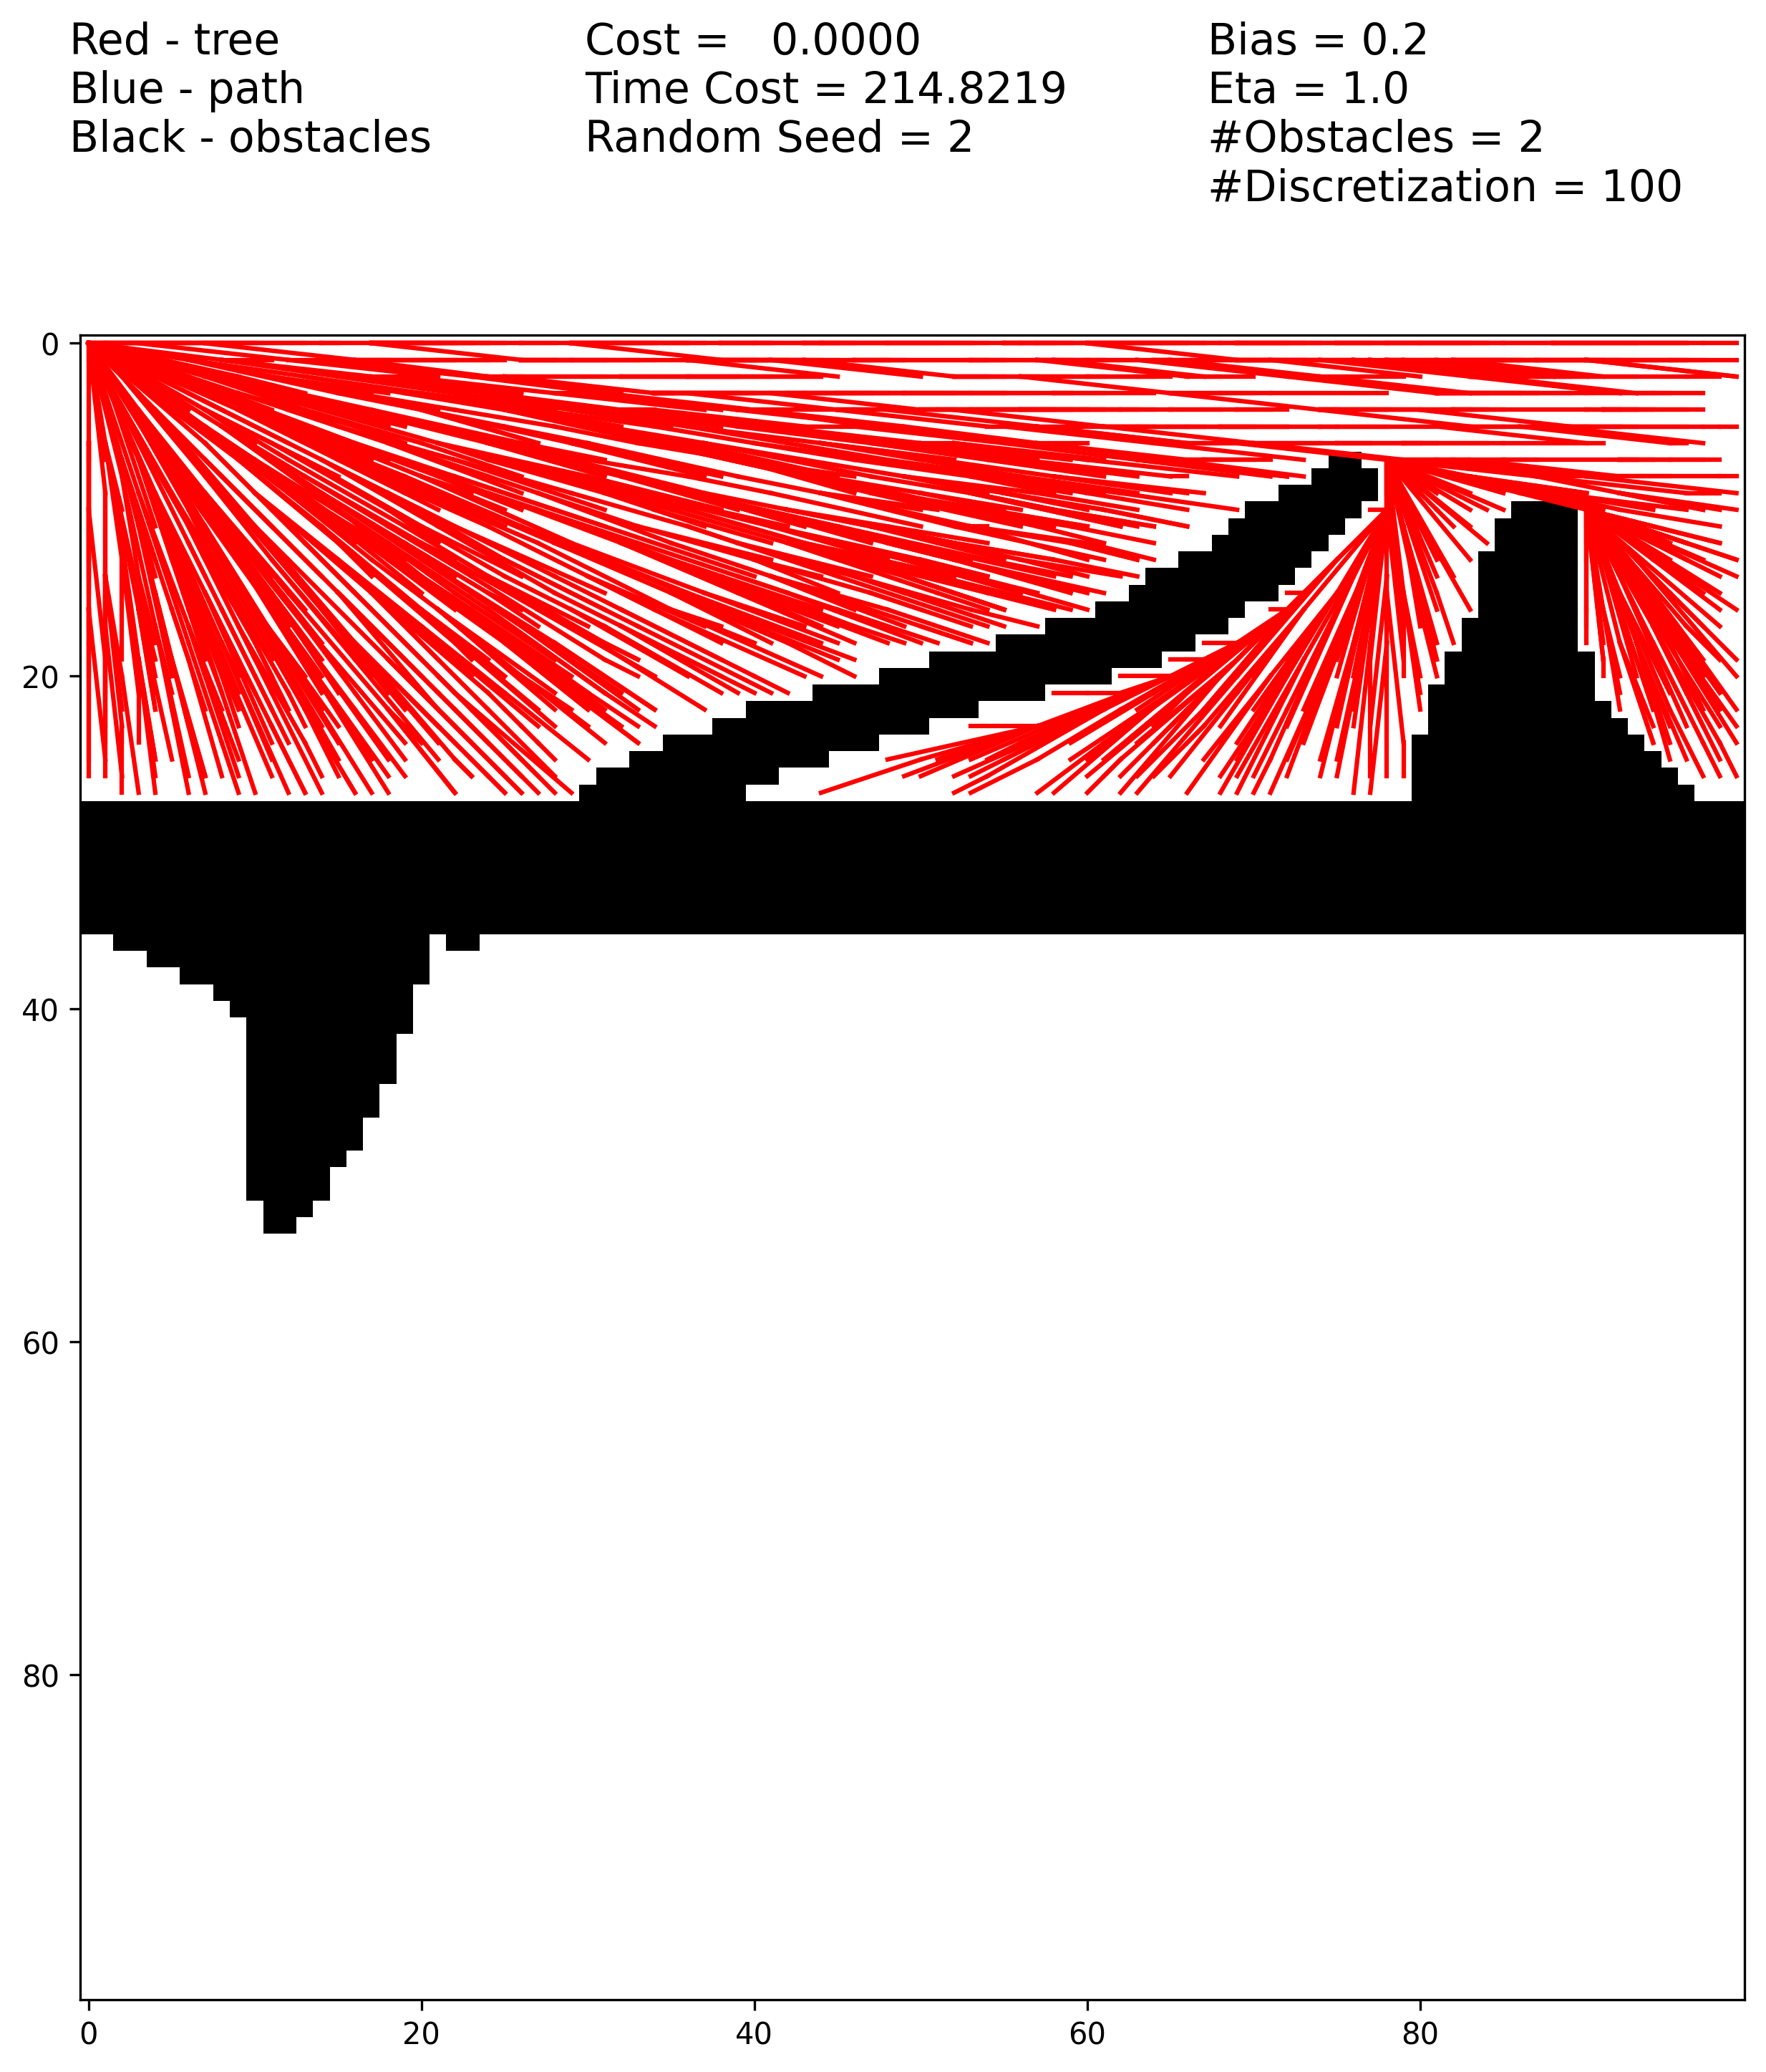 Red - tree
Blue - path
Black - obstacles
Cost =   0.0000
Time Cost = 214.8219
Random Seed = 2
Bias = 0.2
Eta = 1.0
#Obstacles = 2
#Discretization = 100
0
20
40
60
80
0
20
40
60
80